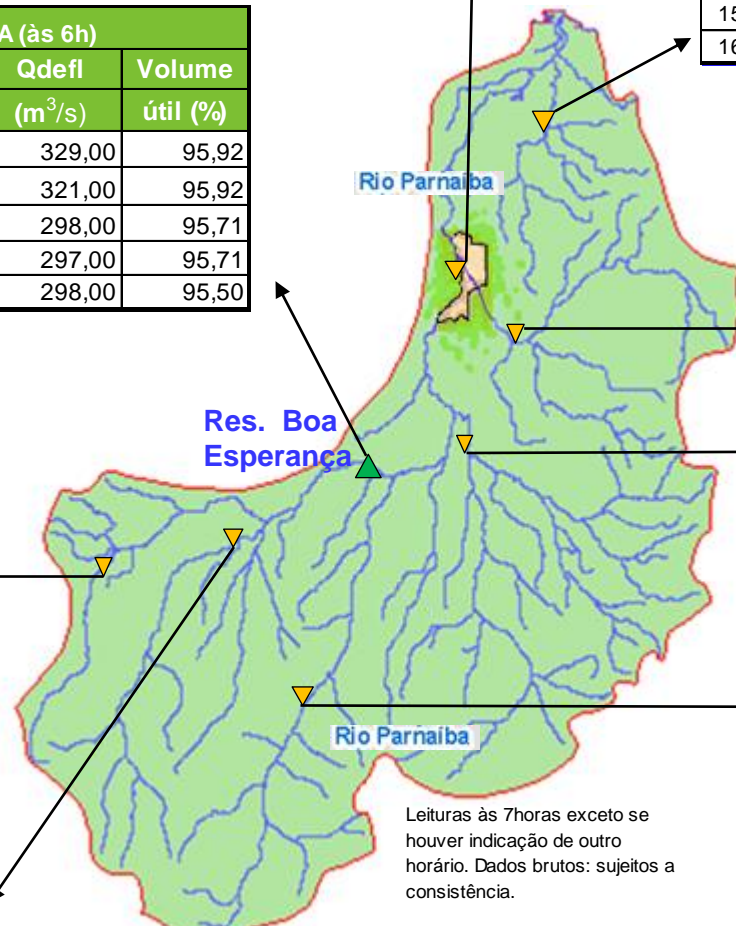 A (às 6h)
Qdefl Volume
(m³/s) útil (%)
329,00 95,92
321,00 95,92
298,00 95,71
297,00 95,71
298,00 95,50
15
16
Rio Parnaíba
Res. Boa
Esperança
Rio Parnaíba
Leituras às 7horas exceto se
houver indicação de outro
horário. Dados brutos: sujeitos a
consistência.